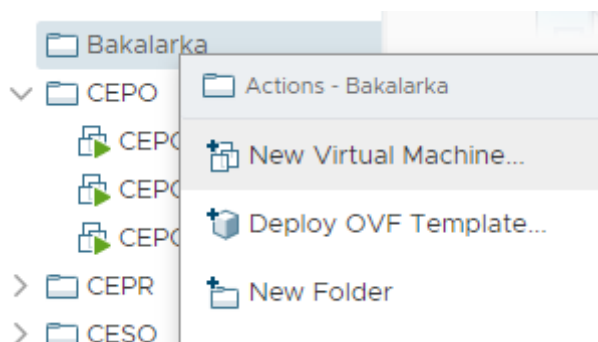 Bakalarka
Actions - Bakalarka
CEPO
New Virtual Machine...
Deploy OVF Template...
CEPR
New Folder
CESO